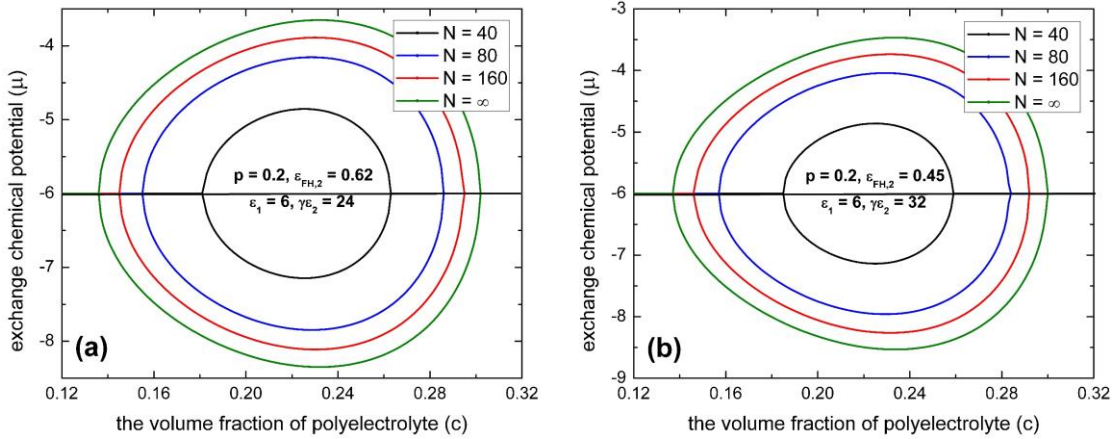 -4
-5
-6
-7
-8
exchange chemical potential (μ)
N = 40
N = 80
N = 160
N = ∞
p = 0.2, ε_FH,2 = 0.62
ε_1 = 6, γε_2 = 24
(a)
0.12 0.16 0.20 0.24 0.28 0.32
the volume fraction of polyelectrolyte (c)
-3
-4
-5
-6
-7
-8
-9
exchange chemical potential (μ)
N = 40
N = 80
N = 160
N = ∞
p = 0.2, ε_FH,2 = 0.45
ε_1 = 6, γε_2 = 32
(b)
0.12 0.16 0.20 0.24 0.28 0.32
the volume fraction of polyelectrolyte (c)